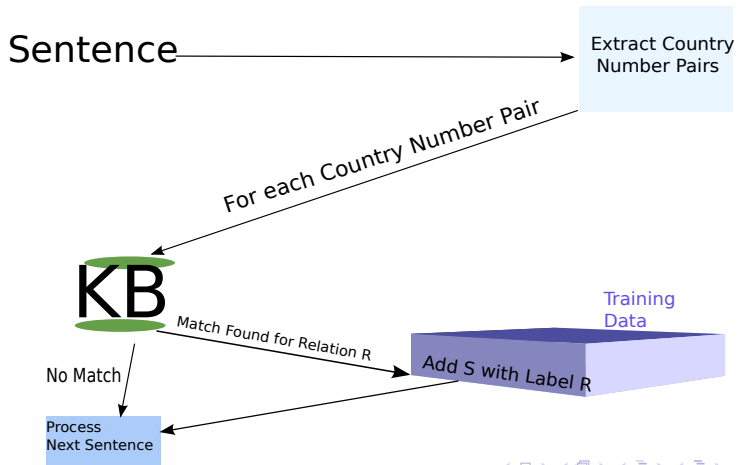 Sentence
Extract Country
Number Pairs
For each Country Number Pair
KB
Match Found for Relation R
Training
Data
Add S with Label R
No Match
Process
Next Sentence